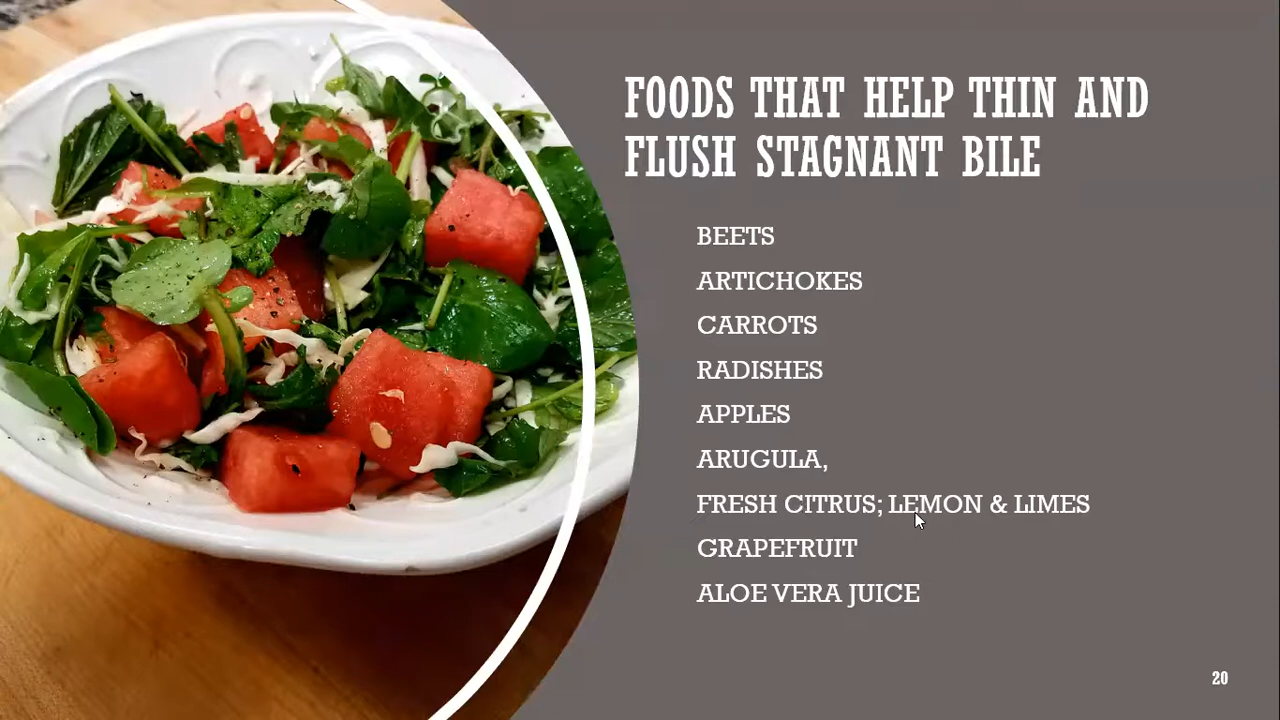 FOODS THAT HELP THIN AND
FLUSH STAGNANT BILE
BEETS
ARTICHOKES
CARROTS
RADISHES
APPLES
ARUGULA,
FRESH CITRUS; LEMON & LIMES
GRAPEFRUIT
ALOE VERA JUICE
20